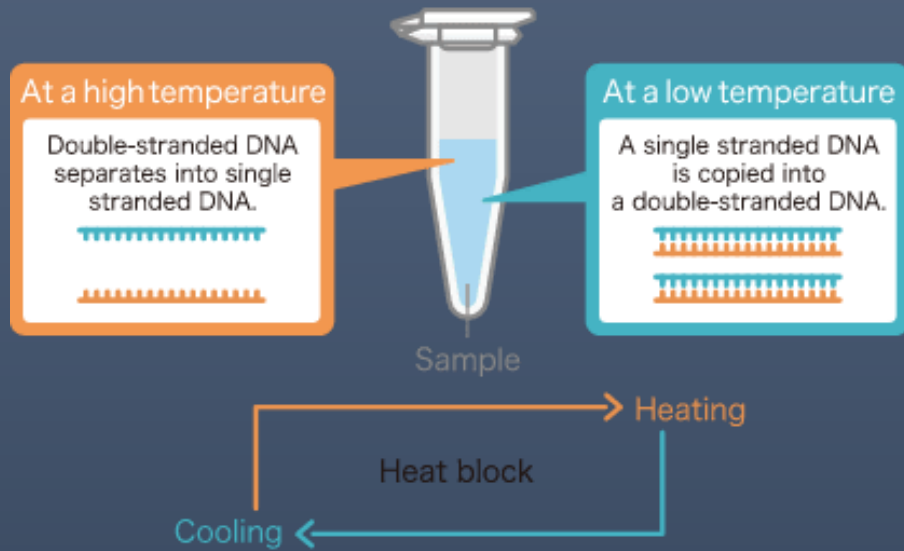 At a high temperature
Double-stranded DNA
separates into single
stranded DNA.
At a low temperature
A single stranded DNA
is copied into
a double-stranded DNA.
Sample
Heating
Heat block
Cooling